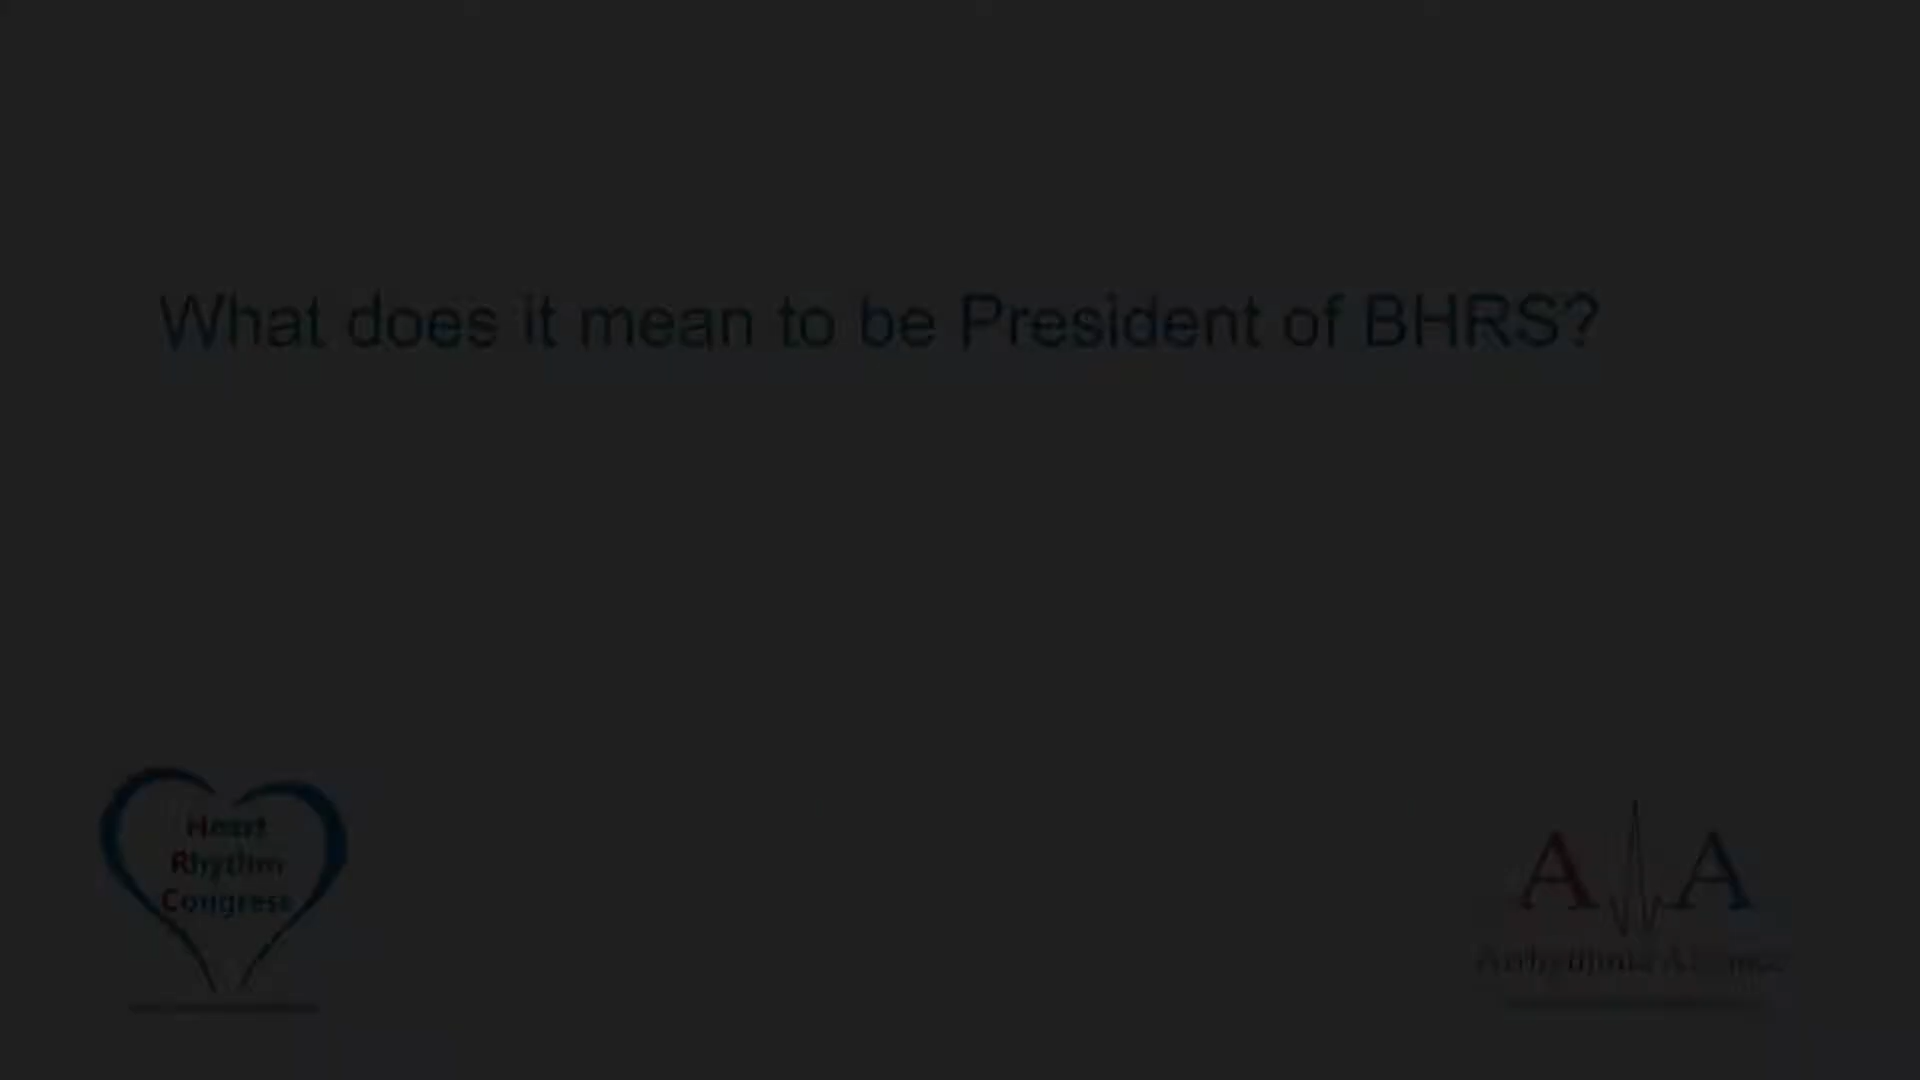 What does it mean to be President of BHRS?
Heart
Rhythm
Congress
A A
Arrhythmia Alliance